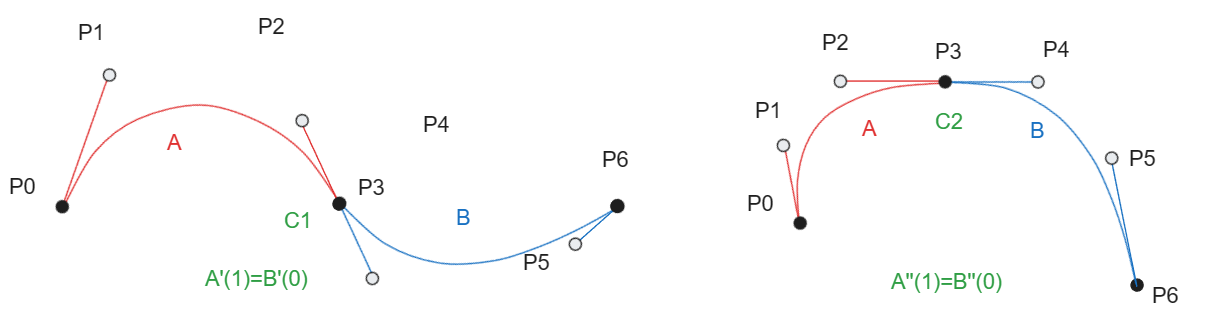 P1
P2
A
P4
P0
P3
C1
B
P6
P5
A'(1)=B'(0)
P2
P3
P4
P1
A
C2
B
P5
P0
A"(1)=B"(0)
P6